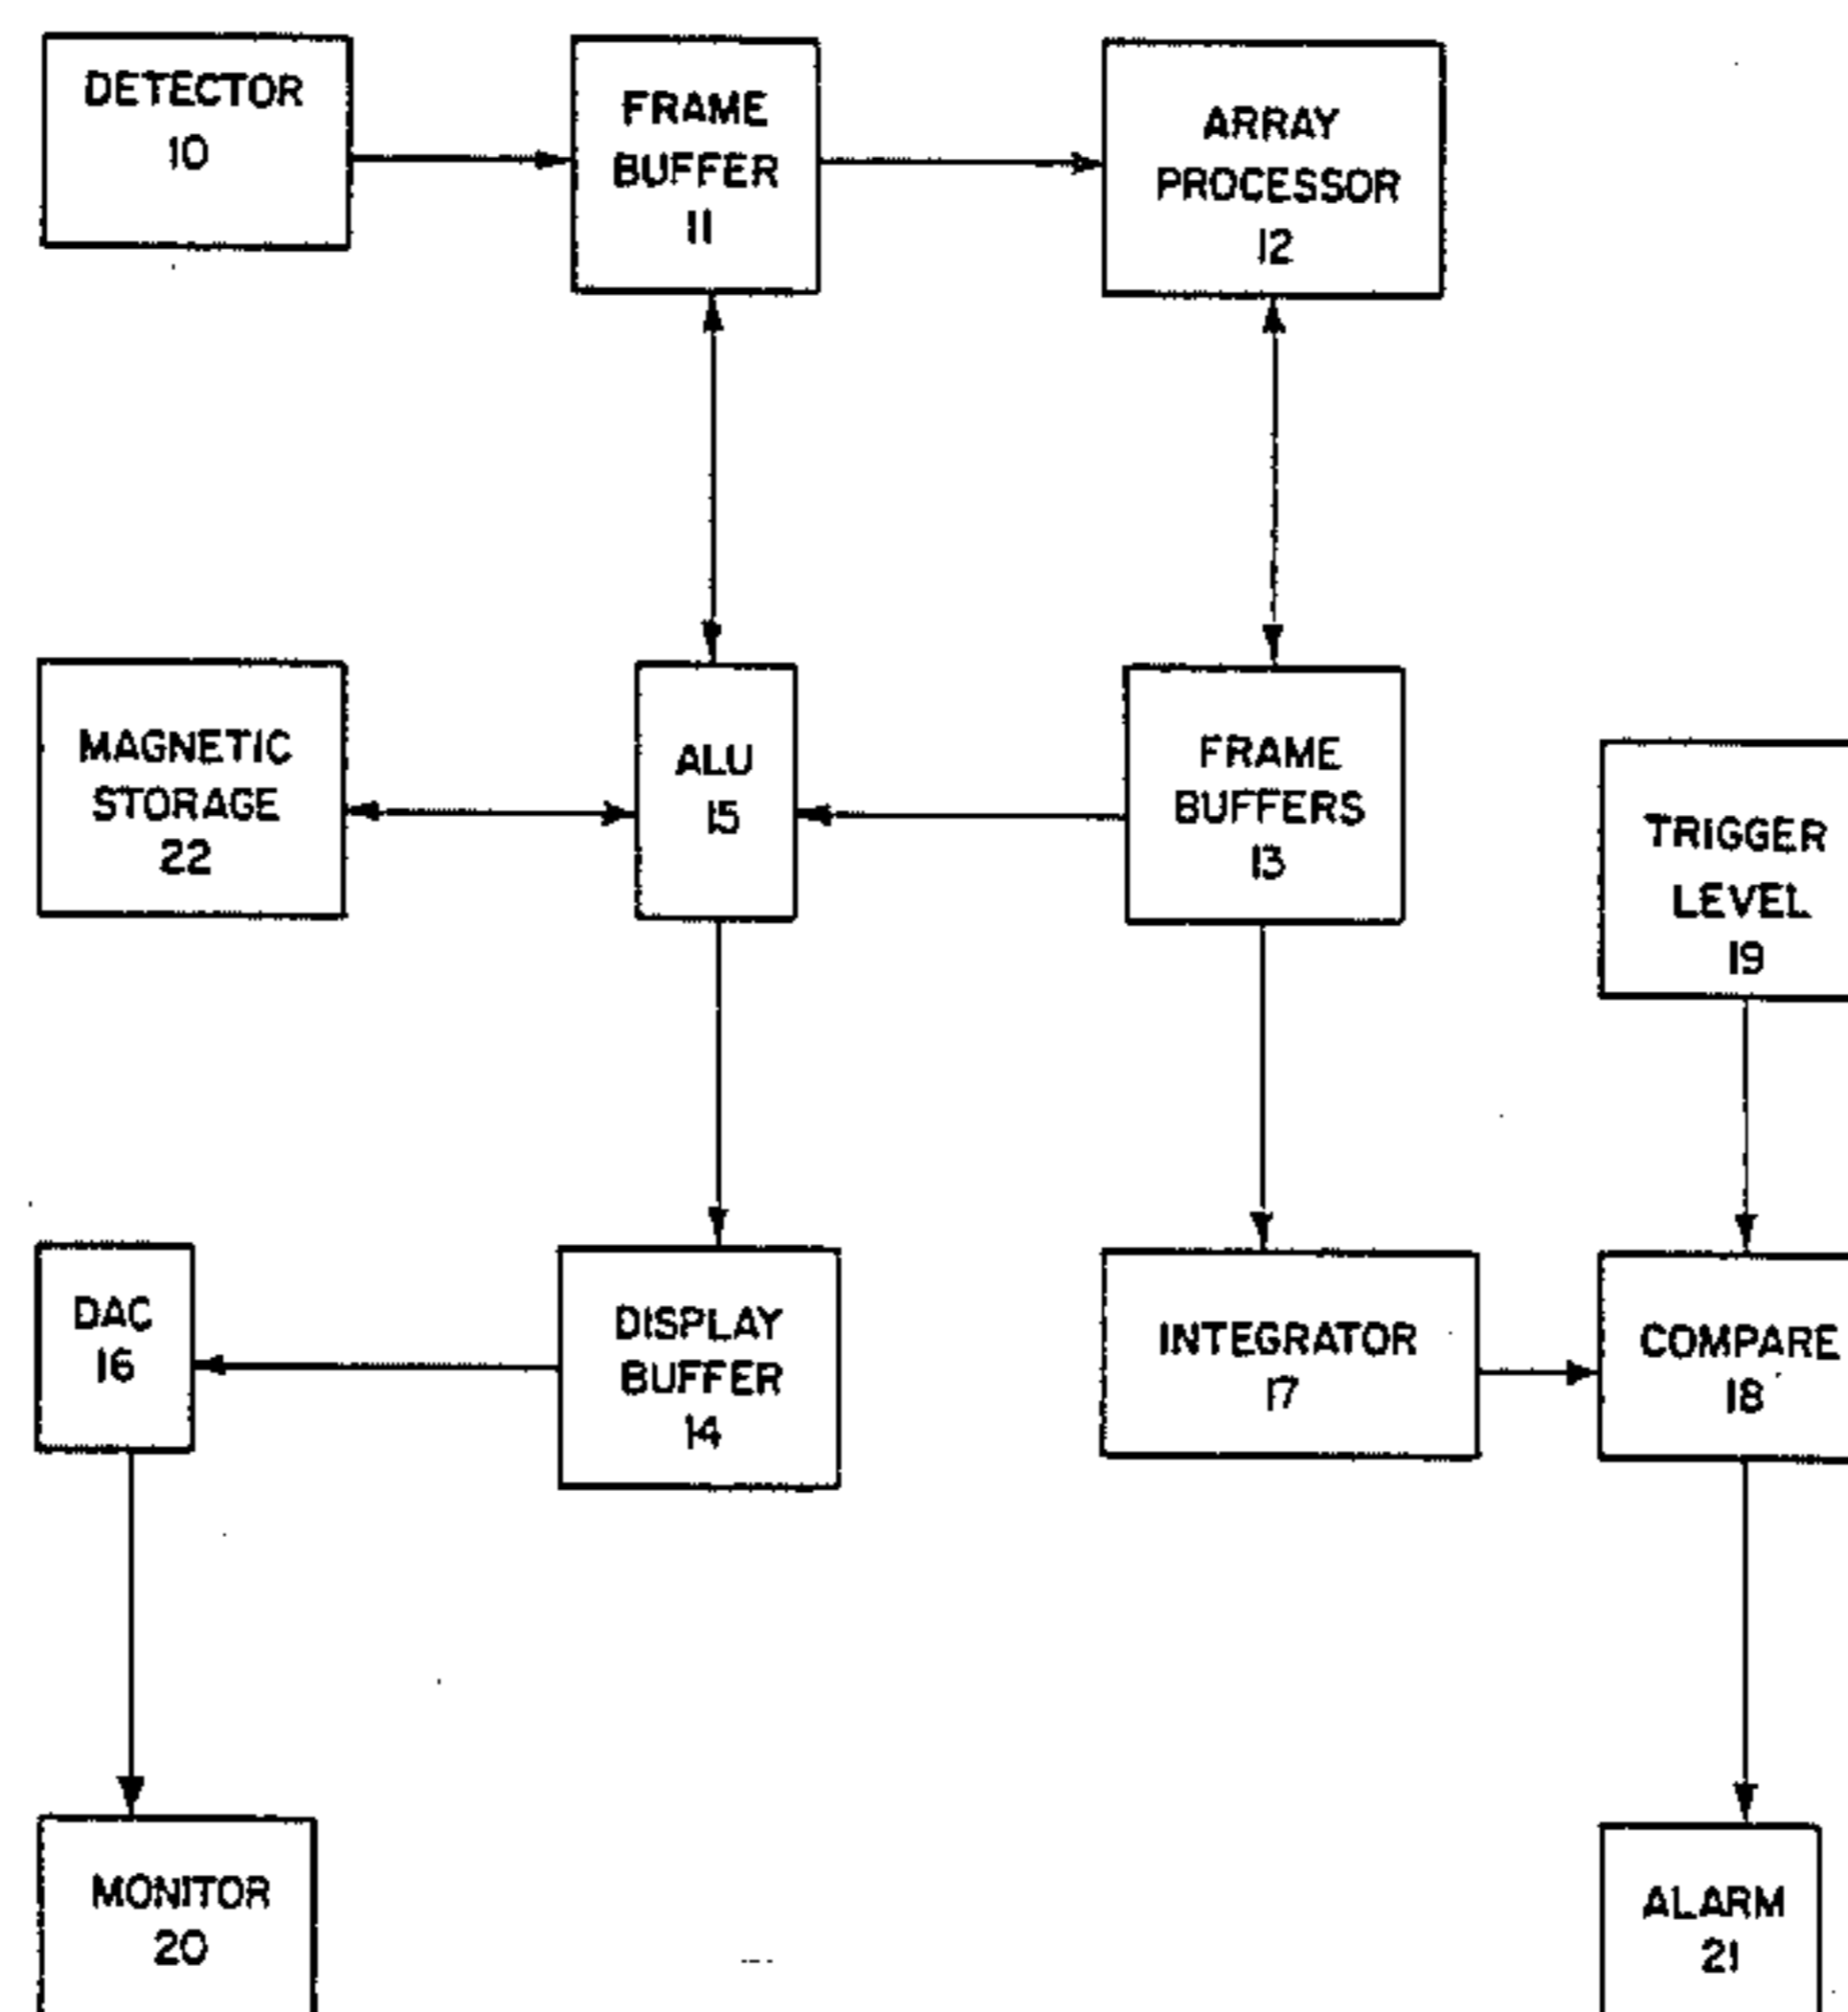 DETECTOR
10
FRAME
BUFFER
11
ARRAY
PROCESSOR
12
MAGNETIC
STORAGE
22
ALU
15
FRAME
BUFFERS
13
TRIGGER
LEVEL
19
DAC
16
DISPLAY
BUFFER
14
INTEGRATOR
17
COMPARE
18
MONITOR
20
ALARM
21